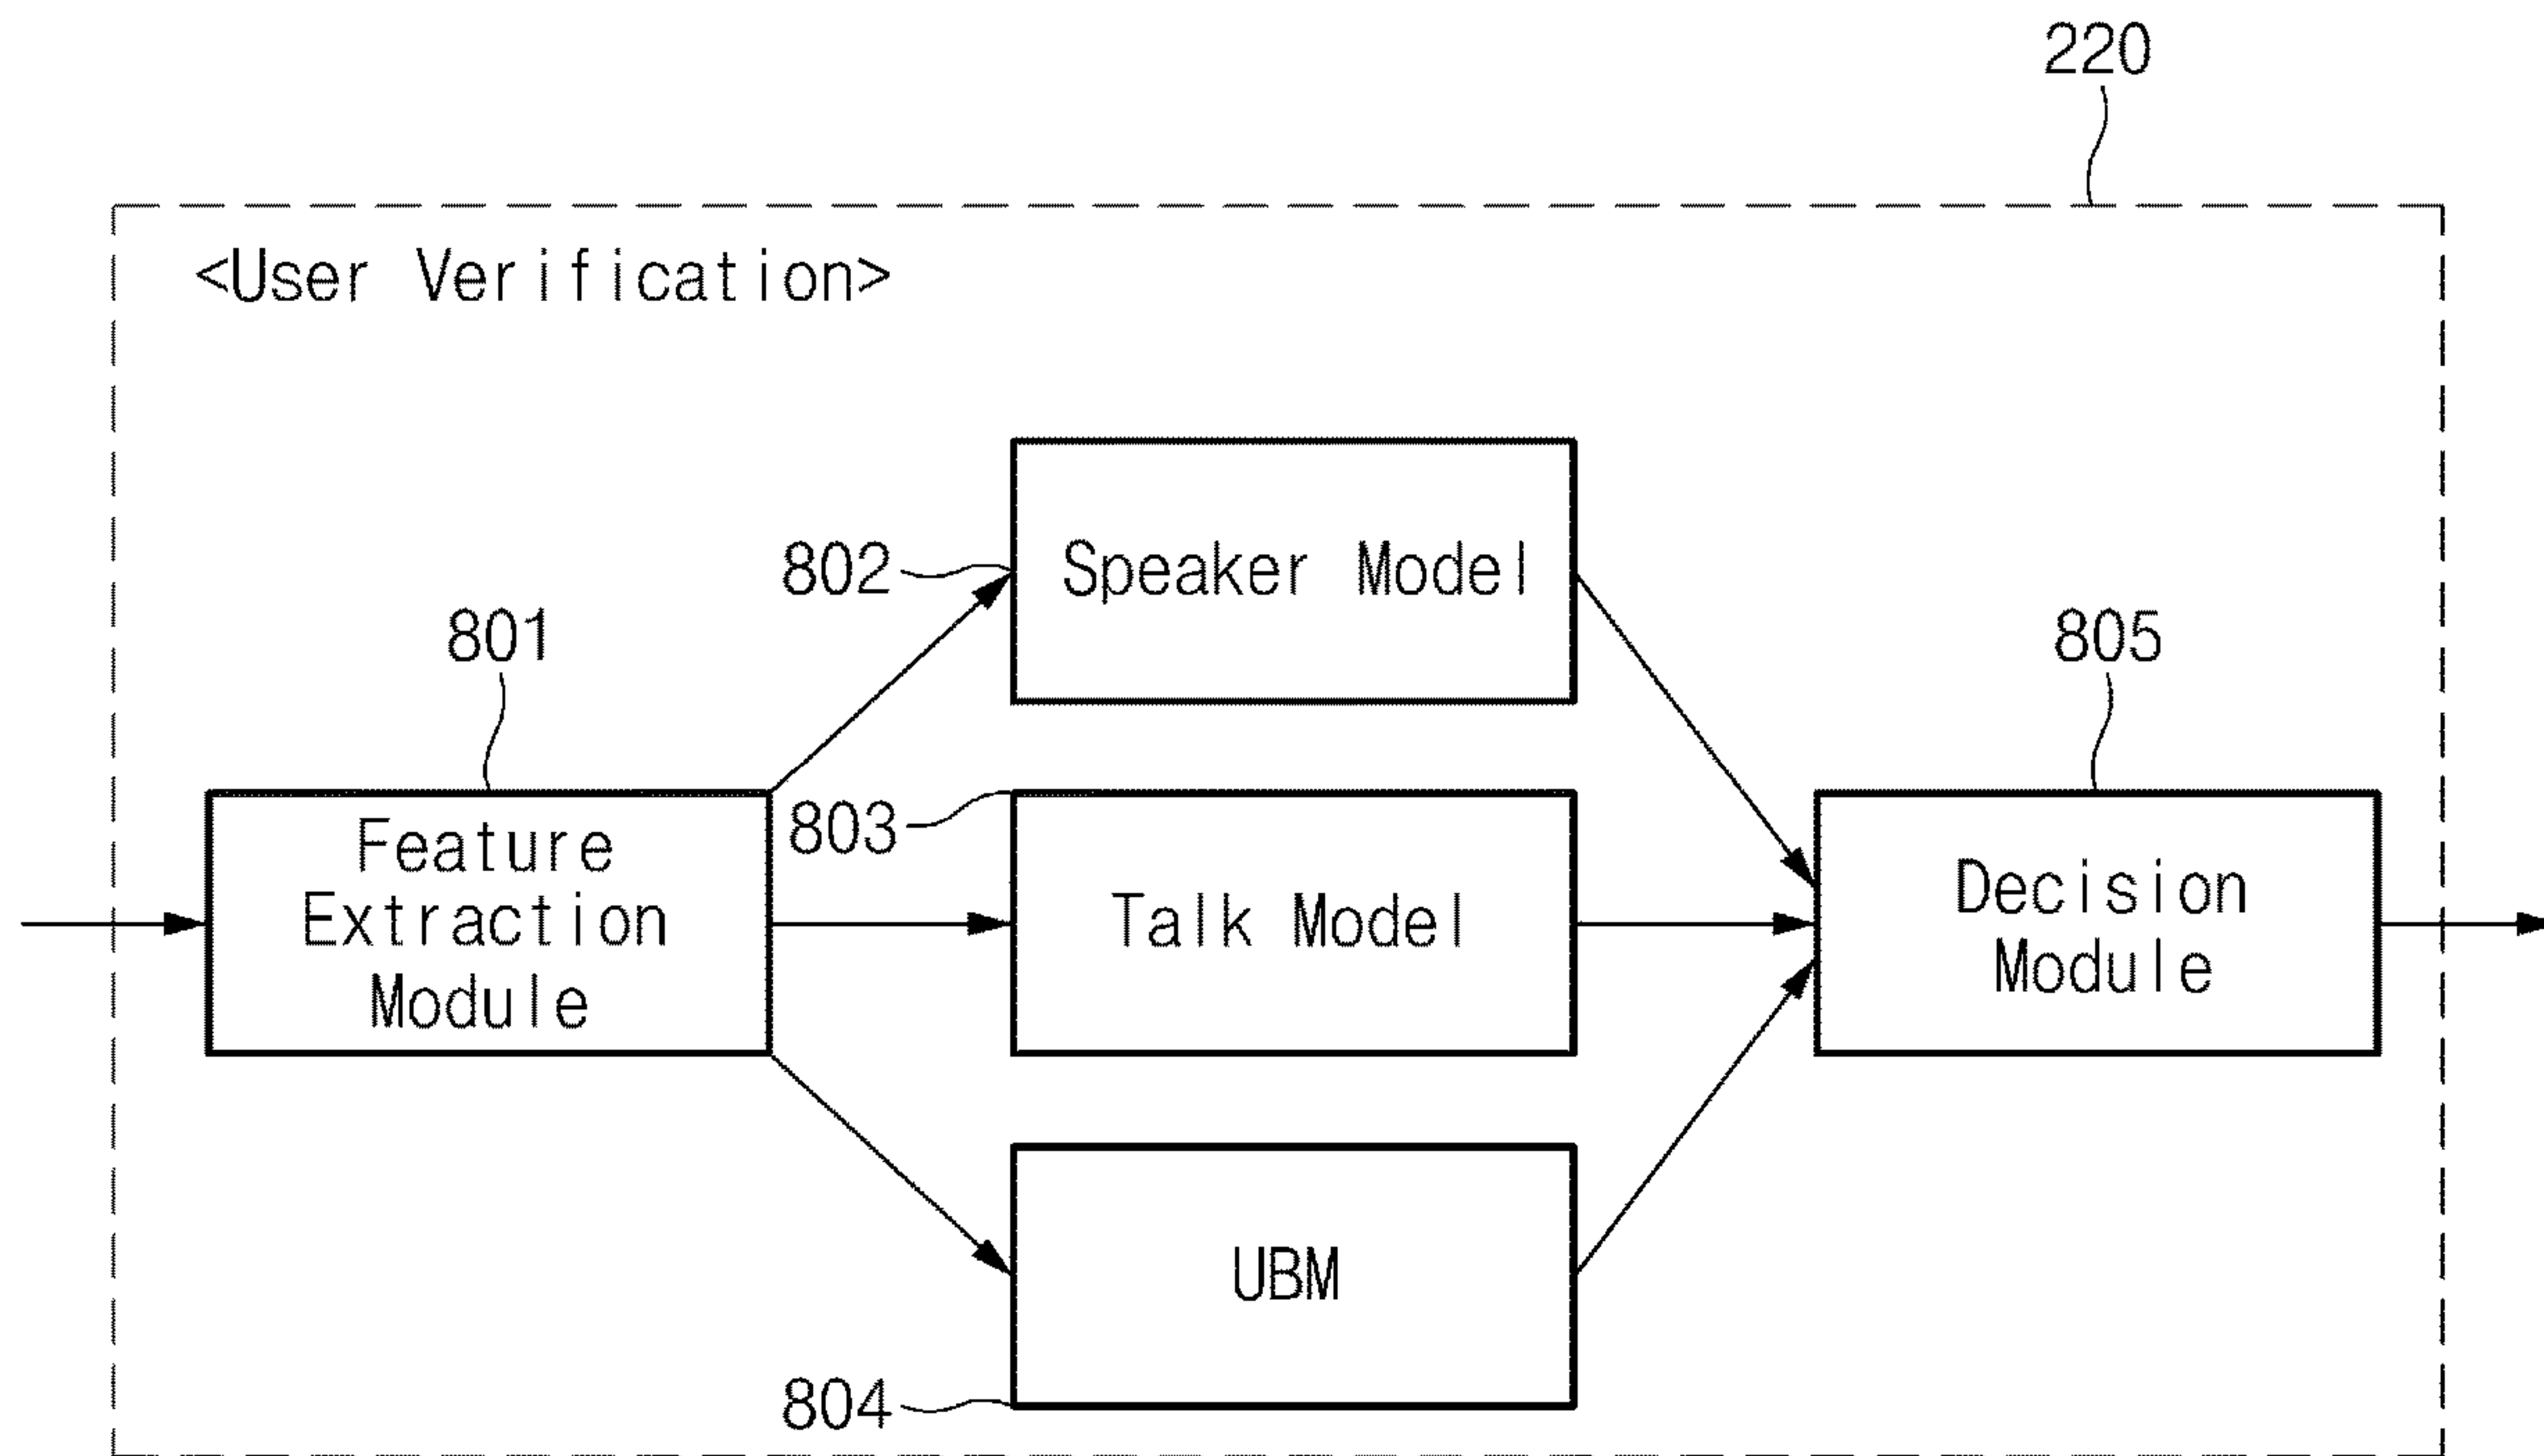 220
<User Verification>
802
Speaker Model
801
805
803
Feature
Extraction
Module
Talk Model
Decision
Module
UBM
804